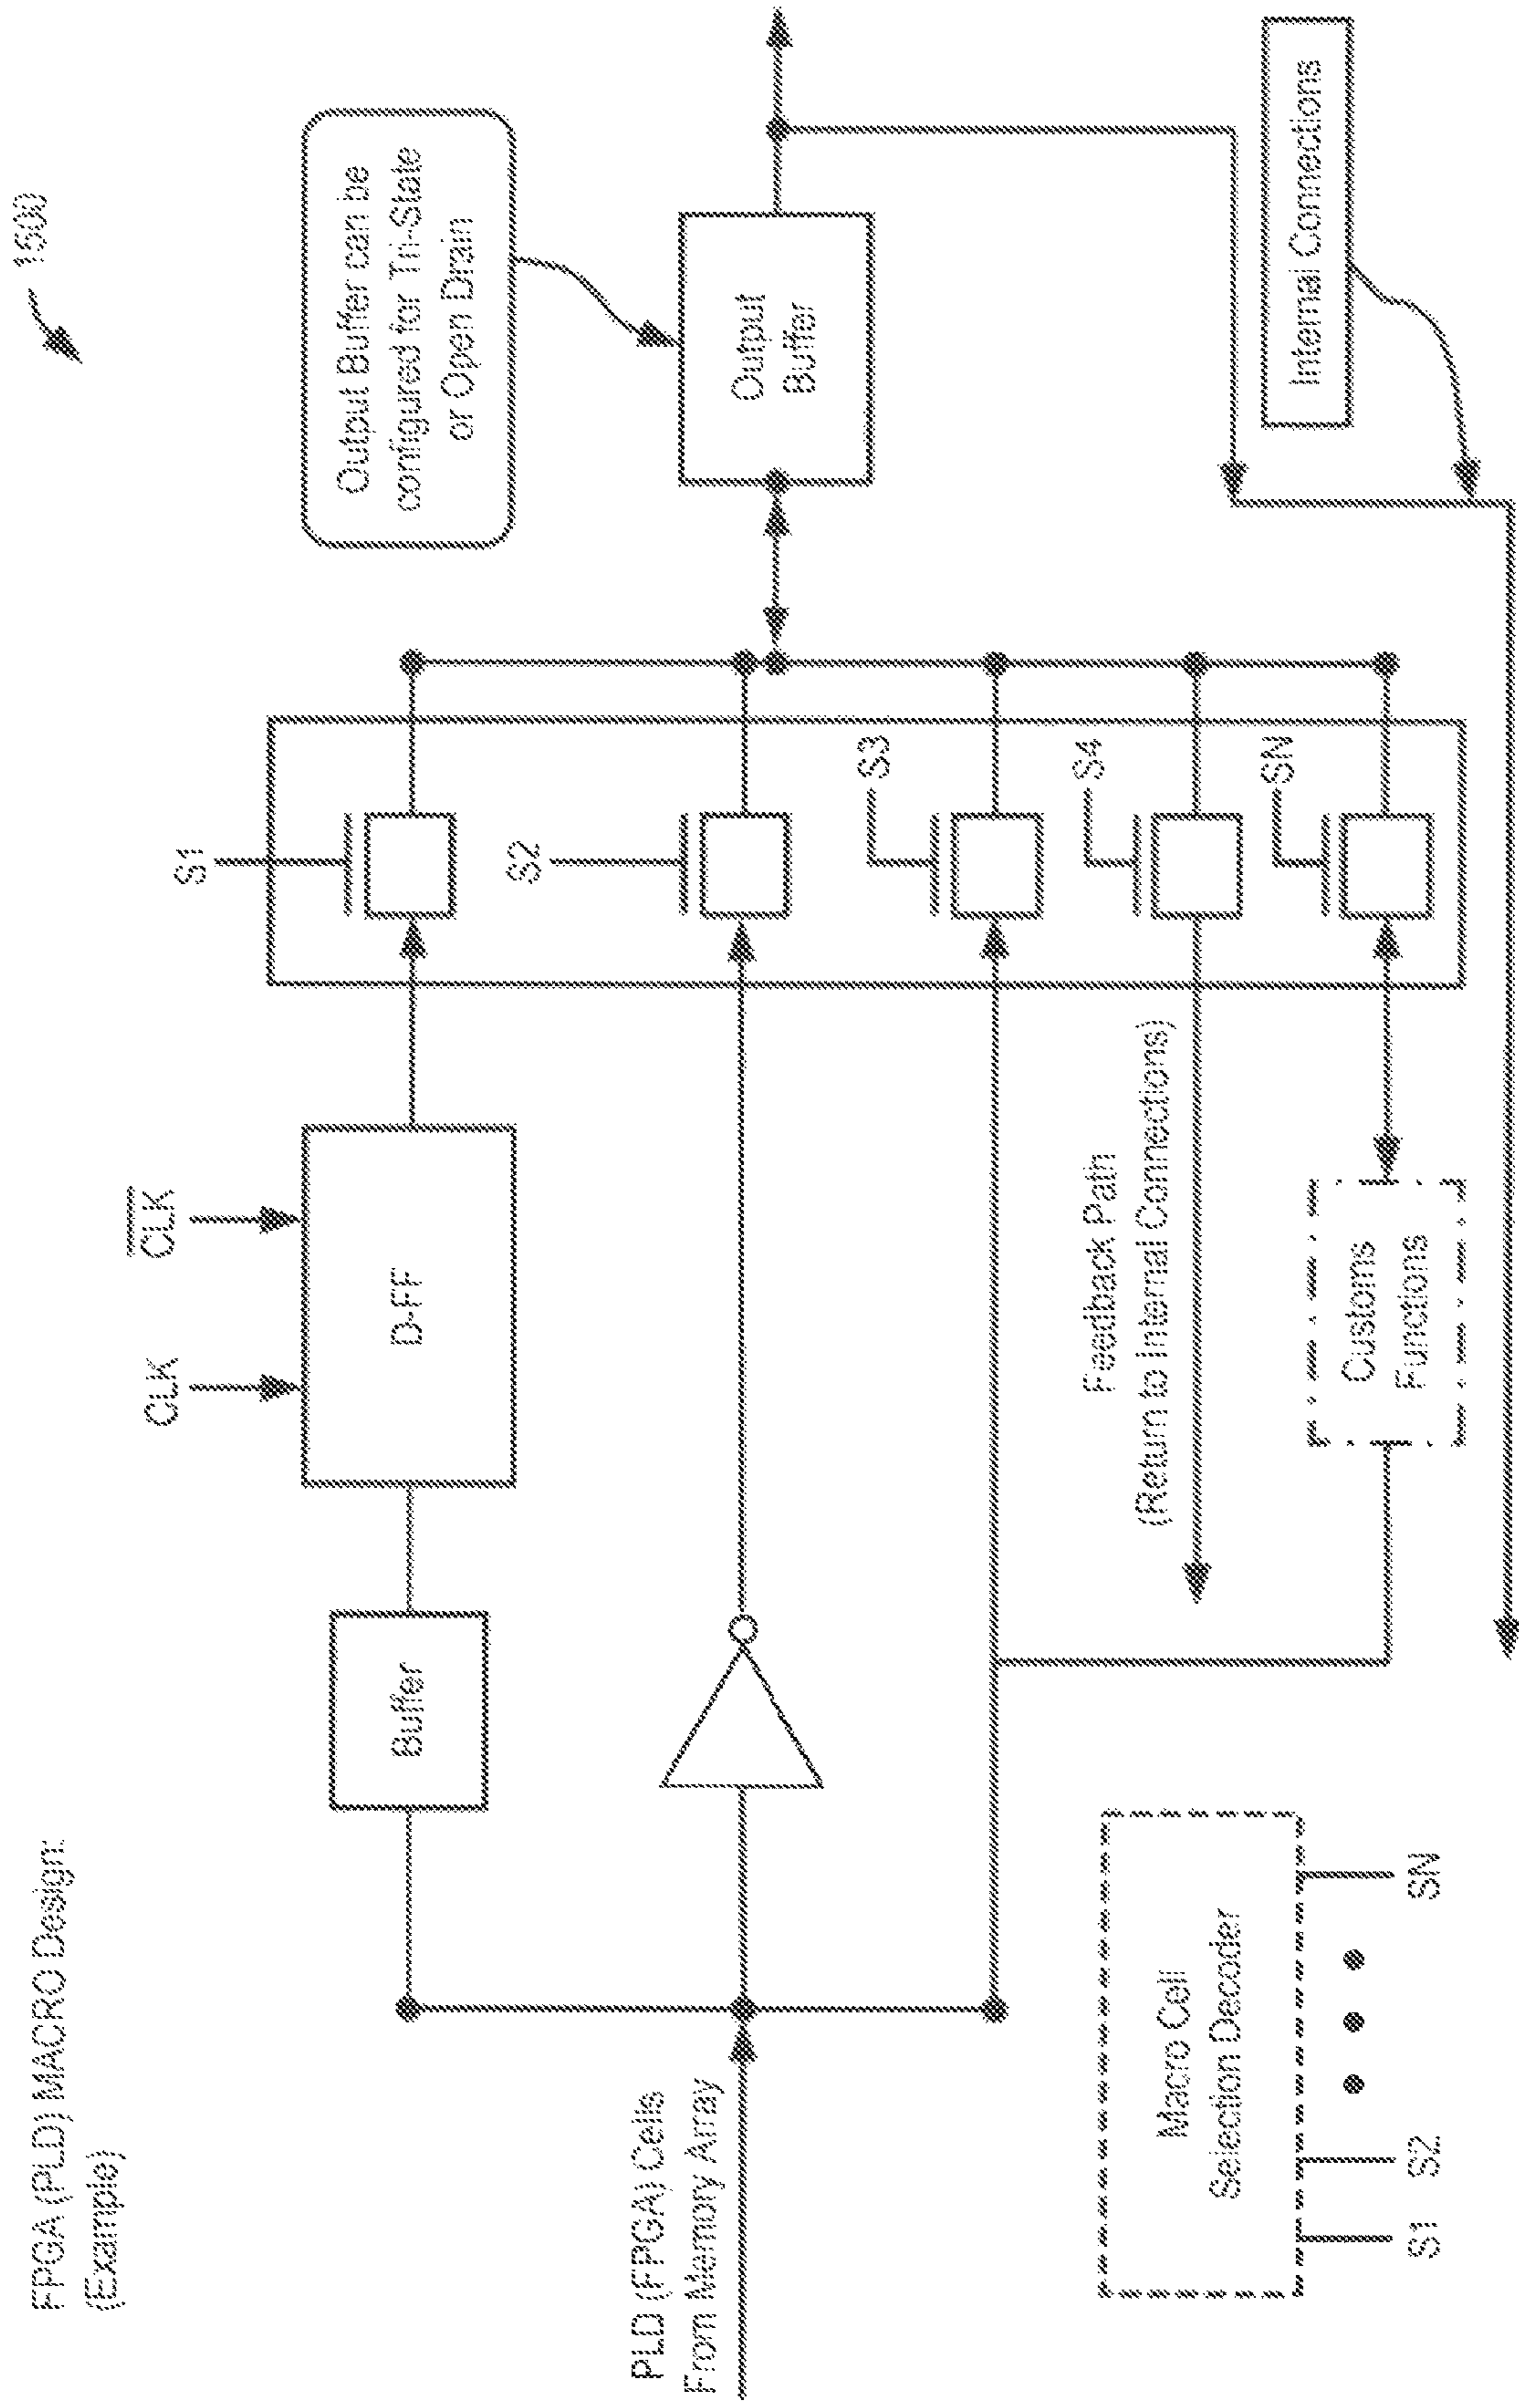 FPGA (PLD) MACRO Design:
(Example)
1500
S1
CLK
CLK
Buffer
D-FF
Output Buffer can be
configured for Tri-State
or Open Drain
S2
PLD (FPGA) Cells
From Memory Array
Output
Buffer
S3
S4
SN
Feedback Path
(Return to Internal Connections)
Macro Cell
Selection Decoder
S1
S2
SN
Customs
Functions
Internal Connections